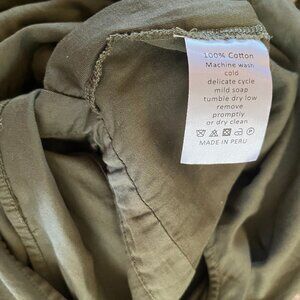 100% Cotton
Machine wash
cold
delicate cycle
mild soap
tumble dry low
remove
promptly
or dry clean
MADE IN PERU